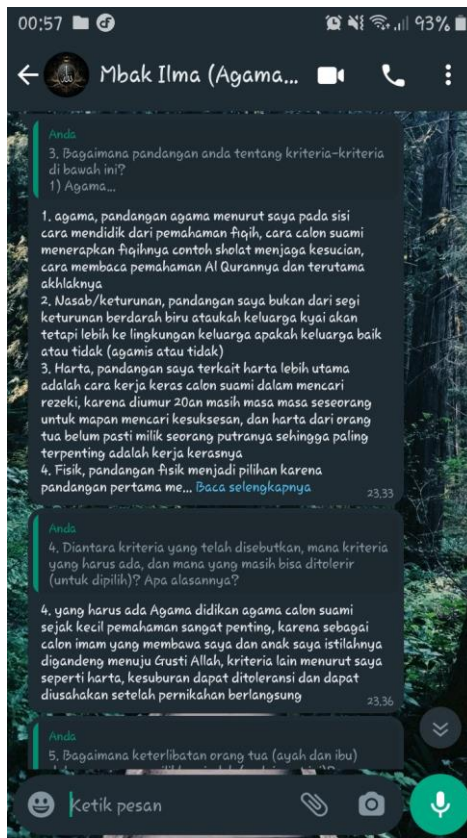 00:57
93%
Mbak Ilma (Agama...
Anda
3. Bagaimana pandangan anda tentang kriteria-kriteria
di bawah ini?
1) Agama...
1. agama, pandangan agama menurut saya pada sisi
cara mendidik dari pemahaman fiqih, cara calon suami
menerapkan fiqihnya contoh sholat menjaga kesucian,
cara membaca pemahaman Al Qurannya dan terutama
akhlaknya
2. Nasab/keturunan, pandangan saya bukan dari segi
keturunan berdarah biru ataukah keluarga kyai akan
tetapi lebih ke lingkungan keluarga apakah keluarga baik
atau tidak (agamis atau tidak)
3. Harta, pandangan saya terkait harta lebih utama
adalah cara kerja keras calon suami dalam mencari
rezeki, karena diumur 20an masih masa masa seseorang
untuk mapan mencari kesuksesan, dan harta dari orang
tua belum pasti milik seorang putranya sehingga paling
terpenting adalah kerja kerasnya
4. Fisik, pandangan fisik menjadi pilihan karena
pandangan pertama me... Baca selengkapnya
23.33
Anda
4. Diantara kriteria yang telah disebutkan, mana kriteria
yang harus ada, dan mana yang masih bisa ditolerir
(untuk dipilih)? Apa alasannya?
4. yang harus ada Agama didikan agama calon suami
sejak kecil pemahaman sangat penting, karena sebagai
calon imam yang membawa saya dan anak saya istilahnya
digandeng menuju Gusti Allah, kriteria lain menurut saya
seperti harta, kesuburan dapat ditoleransi dan dapat
diusahakan setelah pernikahan berlangsung
23.36
Anda
5. Bagaimana keterlibatan orang tua (ayah dan ibu)
Ketik pesan